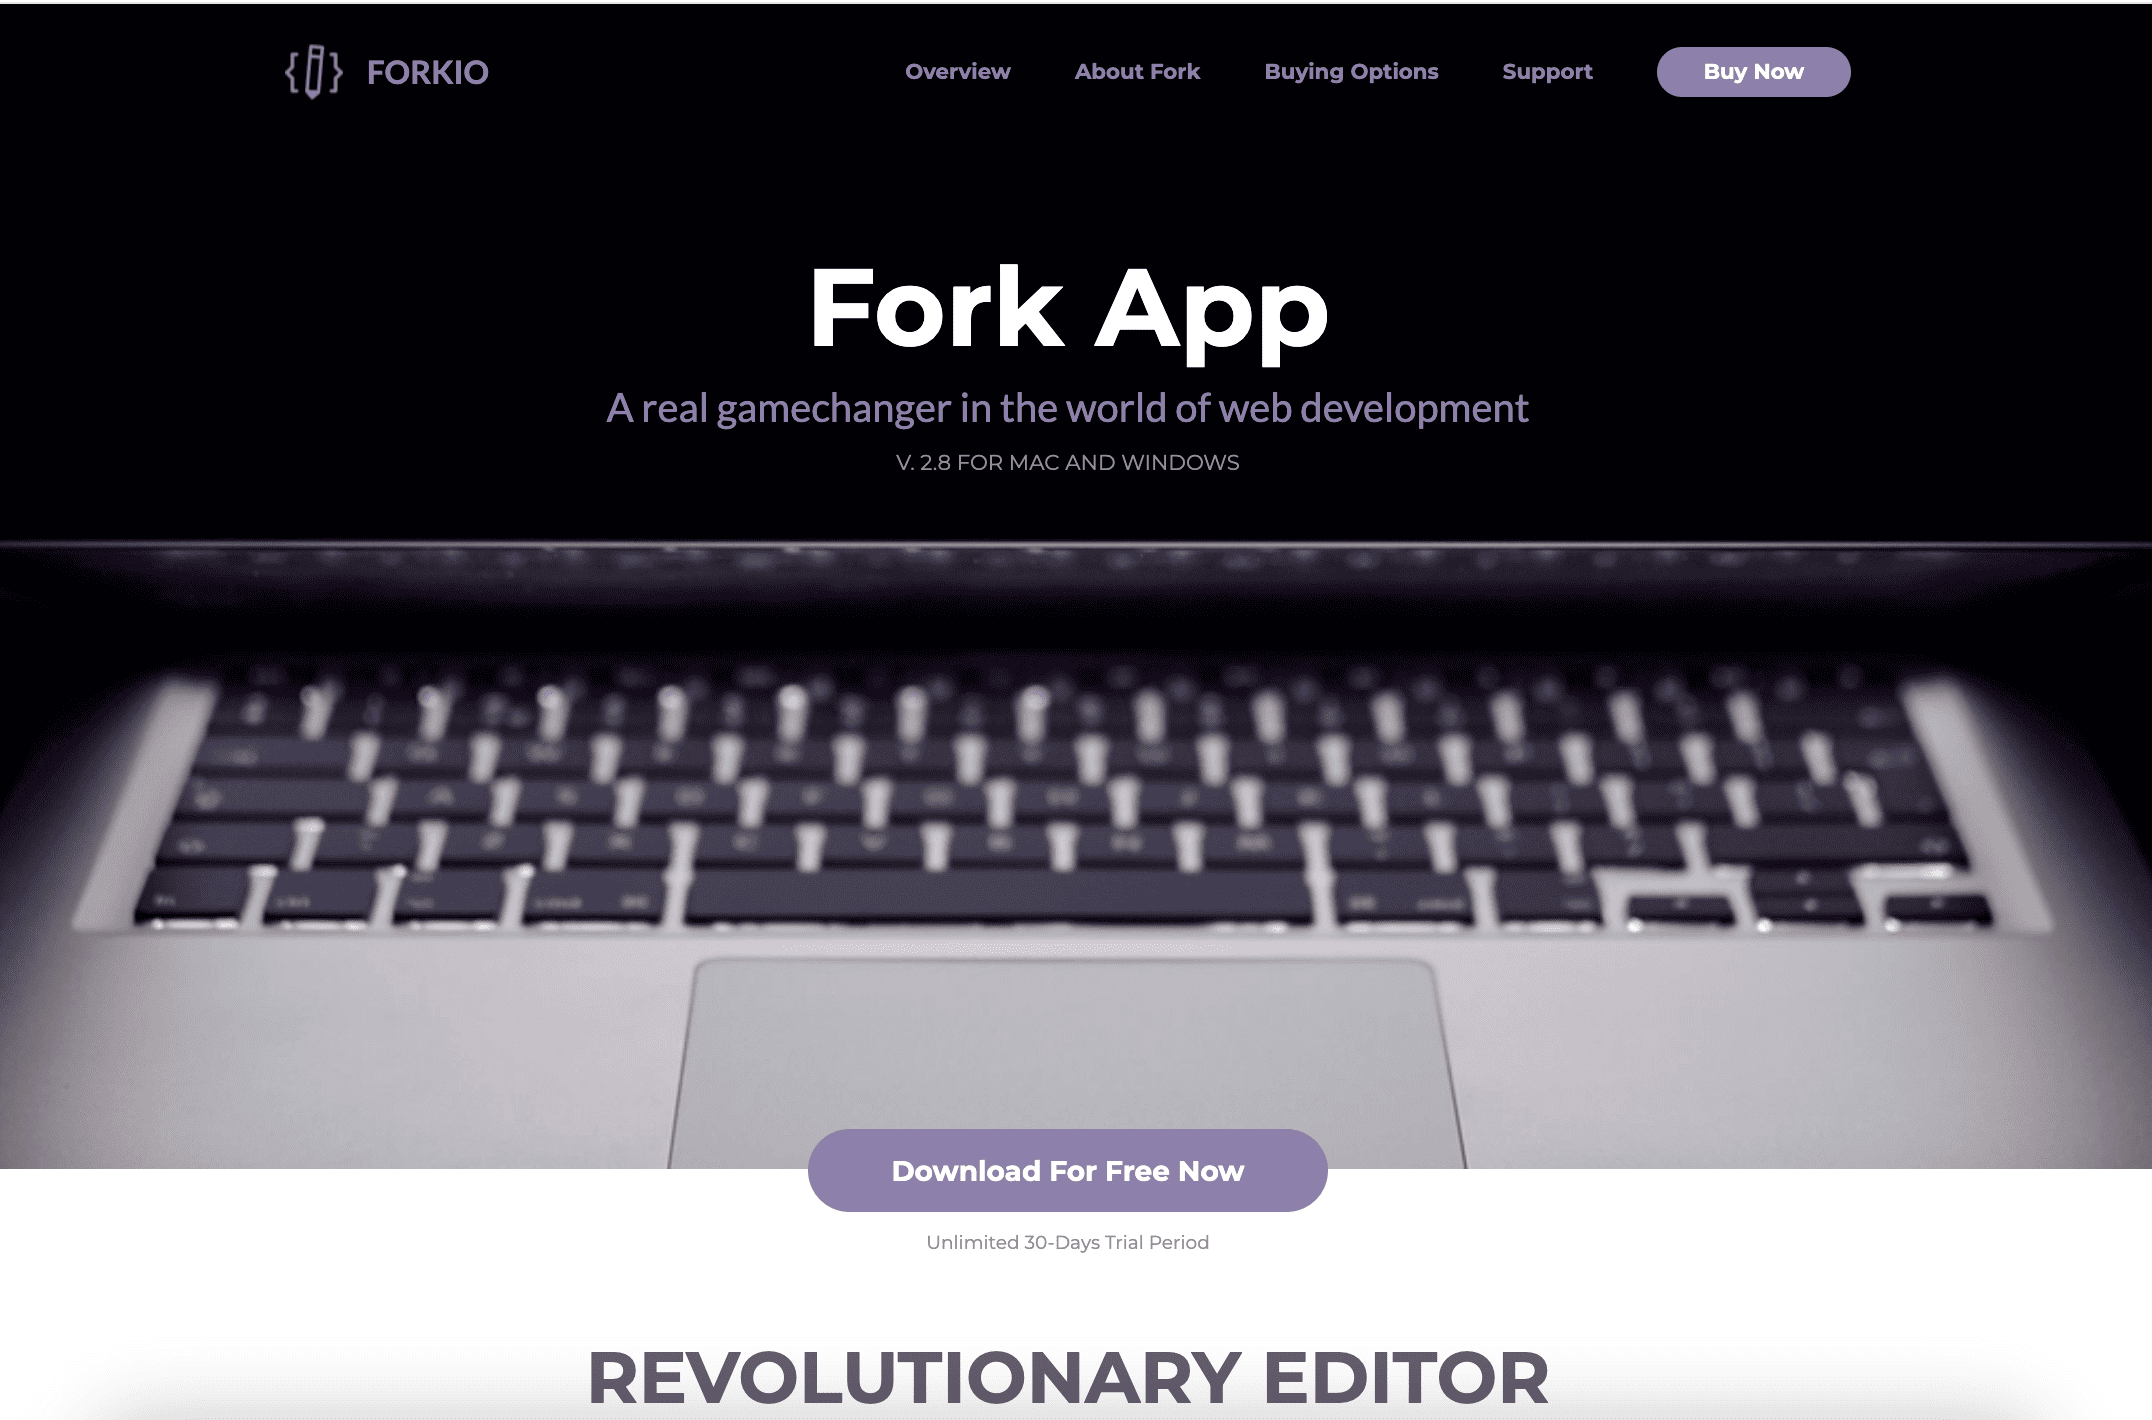 FORKIO
Overview
About Fork
Buying Options
Support
Buy Now
Fork App
A real gamechanger in the world of web development
V. 2.8 FOR MAC AND WINDOWS
Download For Free Now
Unlimited 30-Days Trial Period
REVOLUTIONARY EDITOR